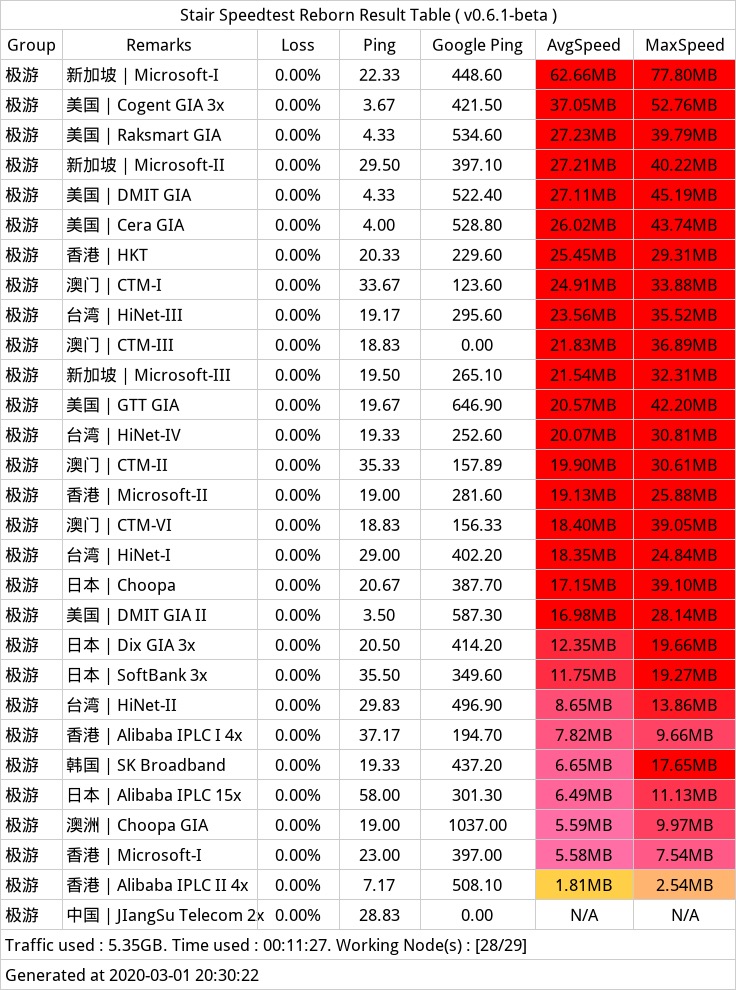 Stair Speedtest Reborn Result Table ( v0.6.1-beta )
Group Remarks Loss Ping Google Ping AvgSpeed MaxSpeed
极游 新加坡 | Microsoft-I 0.00% 22.33 448.60 62.66MB 77.80MB
极游 美国 | Cogent GIA 3x 0.00% 3.67 421.50 37.05MB 52.76MB
极游 美国 | Raksmart GIA 0.00% 4.33 534.60 27.23MB 39.79MB
极游 新加坡 | Microsoft-II 0.00% 29.50 397.10 27.21MB 40.22MB
极游 美国 | DMIT GIA 0.00% 4.33 522.40 27.11MB 45.19MB
极游 美国 | Cera GIA 0.00% 4.00 528.80 26.02MB 43.74MB
极游 香港 | HKT 0.00% 20.33 229.60 25.45MB 29.31MB
极游 澳门 | CTM-I 0.00% 33.67 123.60 24.91MB 33.88MB
极游 台湾 | HiNet-III 0.00% 19.17 295.60 23.56MB 35.52MB
极游 澳门 | CTM-III 0.00% 18.83 0.00 21.83MB 36.89MB
极游 新加坡 | Microsoft-III 0.00% 19.50 265.10 21.54MB 32.31MB
极游 美国 | GTT GIA 0.00% 19.67 646.90 20.57MB 42.20MB
极游 台湾 | HiNet-IV 0.00% 19.33 252.60 20.07MB 30.81MB
极游 澳门 | CTM-II 0.00% 35.33 157.89 19.90MB 30.61MB
极游 香港 | Microsoft-II 0.00% 19.00 281.60 19.13MB 25.88MB
极游 澳门 | CTM-VI 0.00% 18.83 156.33 18.40MB 39.05MB
极游 台湾 | HiNet-I 0.00% 29.00 402.20 18.35MB 24.84MB
极游 日本 | Choopa 0.00% 20.67 387.70 17.15MB 39.10MB
极游 美国 | DMIT GIA II 0.00% 3.50 587.30 16.98MB 28.14MB
极游 日本 | Dix GIA 3x 0.00% 20.50 414.20 12.35MB 19.66MB
极游 日本 | SoftBank 3x 0.00% 35.50 349.60 11.75MB 19.27MB
极游 台湾 | HiNet-II 0.00% 29.83 496.90 8.65MB 13.86MB
极游 香港 | Alibaba IPLC I 4x 0.00% 37.17 194.70 7.82MB 9.66MB
极游 韩国 | SK Broadband 0.00% 19.33 437.20 6.65MB 17.65MB
极游 日本 | Alibaba IPLC 15x 0.00% 58.00 301.30 6.49MB 11.13MB
极游 澳洲 | Choopa GIA 0.00% 19.00 1037.00 5.59MB 9.97MB
极游 香港 | Microsoft-I 0.00% 23.00 397.00 5.58MB 7.54MB
极游 香港 | Alibaba IPLC II 4x 0.00% 7.17 508.10 1.81MB 2.54MB
极游 中国 | JIangSu Telecom 2x 0.00% 28.83 0.00 N/A N/A
Traffic used : 5.35GB. Time used : 00:11:27. Working Node(s) : [28/29]
Generated at 2020-03-01 20:30:22